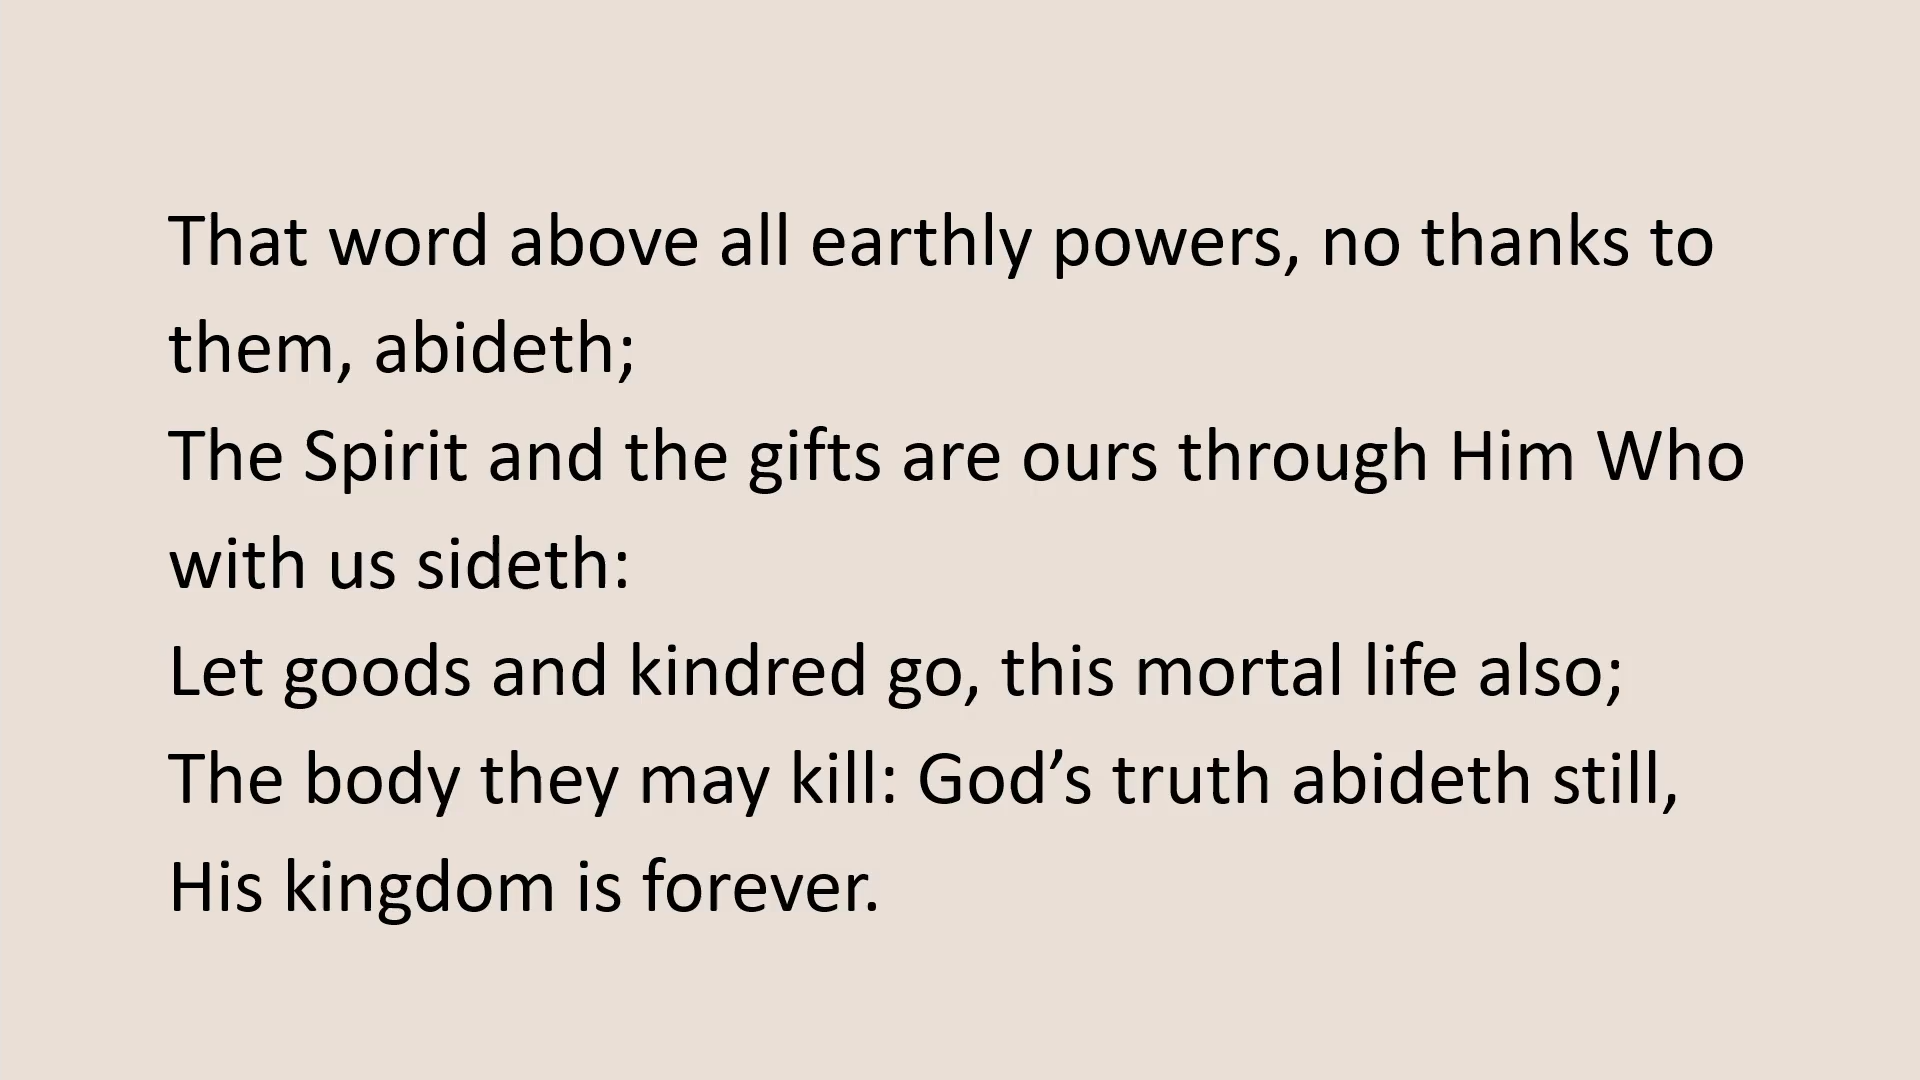 That word above all earthly powers, no thanks to
them, abideth;
The Spirit and the gifts are ours through Him Who
with us sideth:
Let goods and kindred go, this mortal life also;
The body they may kill: God’s truth abideth still,
His kingdom is forever.